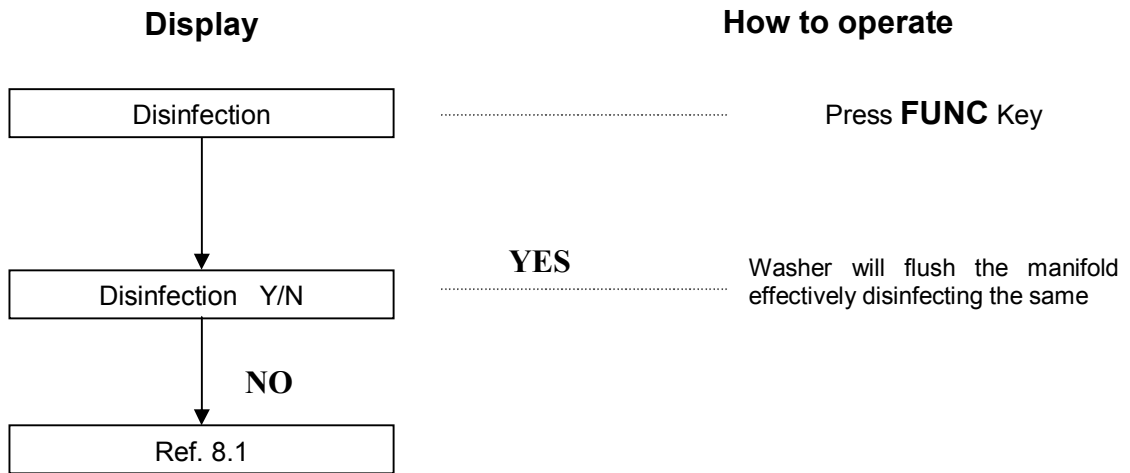 Display
How to operate
Disinfection
Press FUNC Key
YES
Washer will flush the manifold
effectively disinfecting the same
Disinfection Y/N
NO
Ref. 8.1